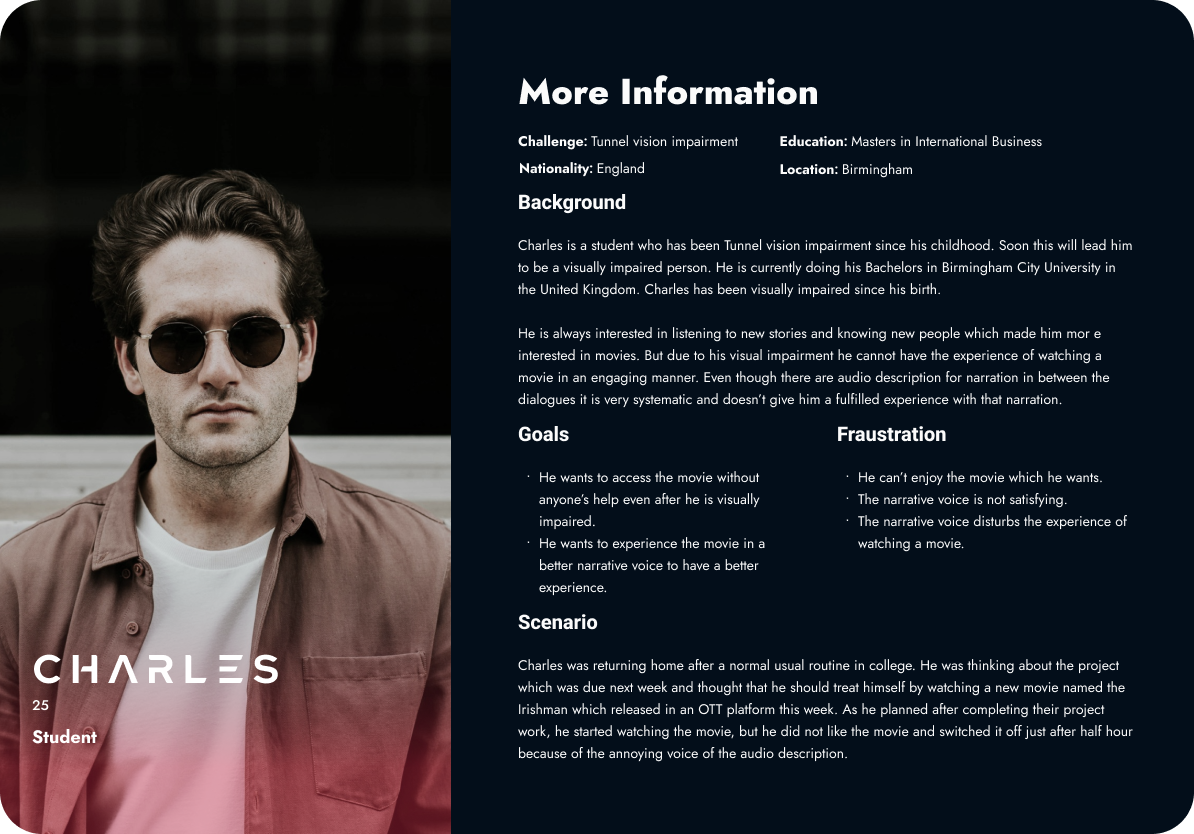 More Information
Challenge: Tunnel vision impairment
Education: Masters in International Business
Nationality: England
Location: Birmingham
Background
Charles is a student who has been Tunnel vision impairment since his childhood. Soon this will lead him
to be a visually impaired person. He is currently doing his Bachelors in Birmingham City University in
the United Kingdom. Charles has been visually impaired since his birth.
He is always interested in listening to new stories and knowing new people which made him mor e
interested in movies. But due to his visual impairment he cannot have the experience of watching a
movie in an engaging manner. Even though there are audio description for narration in between the
dialogues it is very systematic and doesn't give him a fulfilled experience with that narration.
Goals
· He wants to access the movie without
anyone's help even after he is visually
impaired.
· He wants to experience the movie in a
better narrative voice to have a better
experience.
Fraustration
· He can't enjoy the movie which he wants.
· The narrative voice is not satisfying.
· The narrative voice disturbs the experience of
watching a movie.
Scenario
Charles was returning home after a normal usual routine in college. He was thinking about the project
which was due next week and thought that he should treat himself by watching a new movie named the
Irishman which released in an OTT platform this week. As he planned after completing their project
work, he started watching the movie, but he did not like the movie and switched it off just after half hour
because of the annoying voice of the audio description.
CHARLES
25
Student